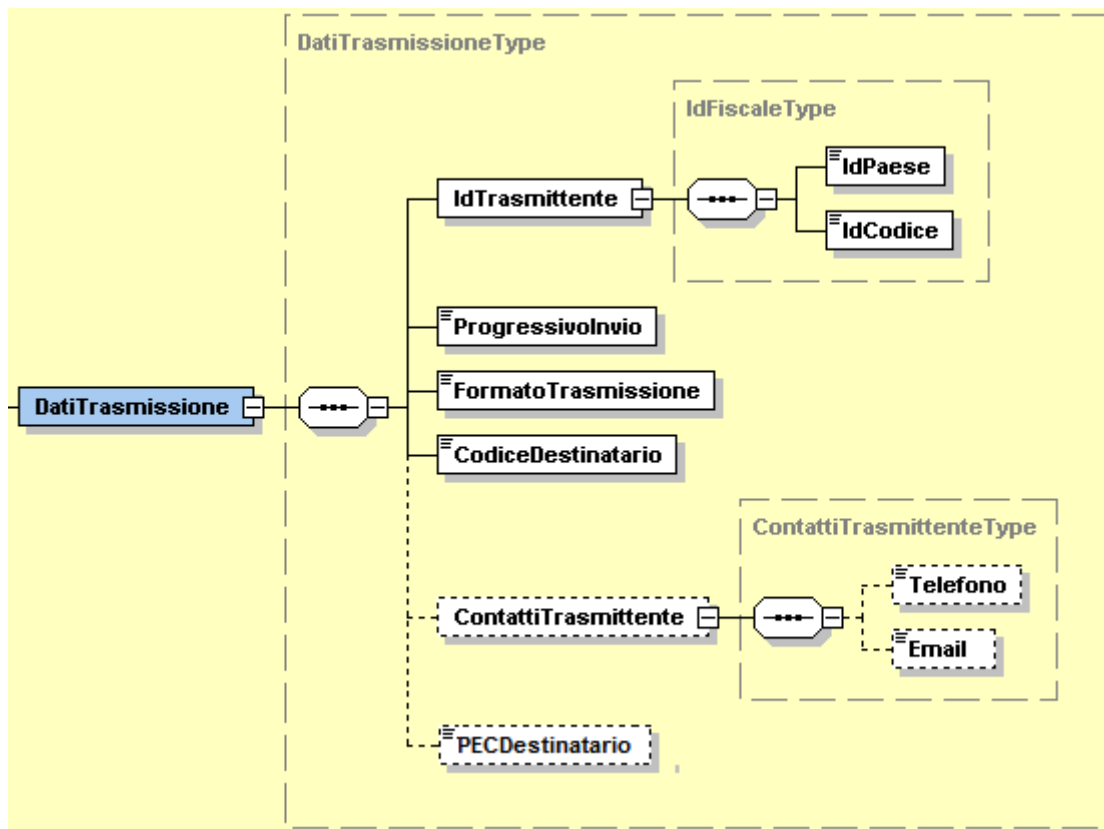 DatiTrasmissioneType
IdFiscaleType
IdPaese
IdTrasmittente
IdCodice
ProgressivoInvio
FormatoTrasmissione
DatiTrasmissione
CodiceDestinatario
ContattiTrasmittenteType
Telefono
ContattiTrasmittente
Email
PECDestinatario